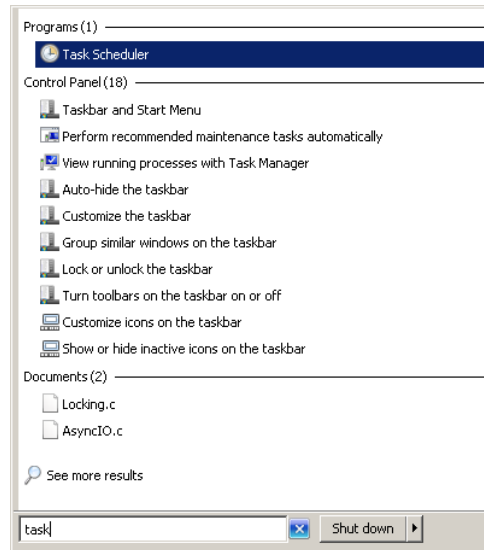 Programs (1)
Task Scheduler
Control Panel (18)
Taskbar and Start Menu
Perform recommended maintenance tasks automatically
View running processes with Task Manager
Auto-hide the taskbar
Customize the taskbar
Group similar windows on the taskbar
Lock or unlock the taskbar
Turn toolbars on the taskbar on or off
Customize icons on the taskbar
Show or hide inactive icons on the taskbar
Documents (2)
Locking.c
AsyncIO.c
See more results
task
Shut down